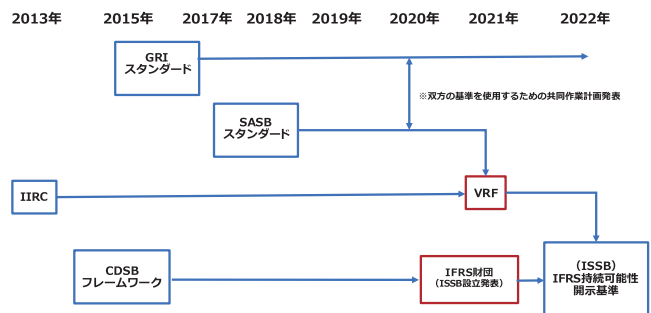 2013年 2015年 2017年 2018年 2019年 2020年 2021年 2022年
GRI
スタンダード
※双方の基準を使用するための共同作業計画発表
SASB
スタンダード
IIRC
VRF
CDSB
フレームワーク
IFRS財団
（ISSB設立発表）
（ISSB）
IFRS持続可能性
開示基準